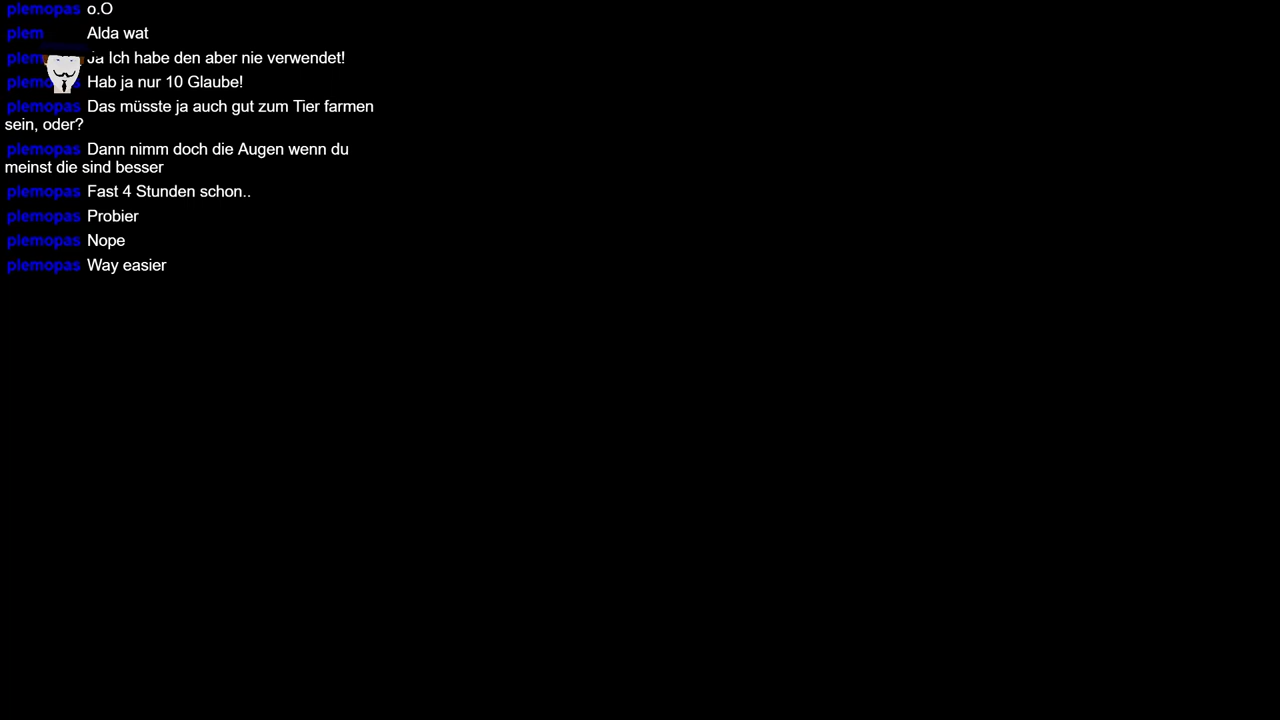 plemopas o.O
plem Alda wat
plem Ja Ich habe den aber nie verwendet!
plemo s Hab ja nur 10 Glaube!
plemopas Das müsste ja auch gut zum Tier farmen
sein, oder?
plemopas Dann nimm doch die Augen wenn du
meinst die sind besser
plemopas Fast 4 Stunden schon..
plemopas Probier
plemopas Nope
plemopas Way easier